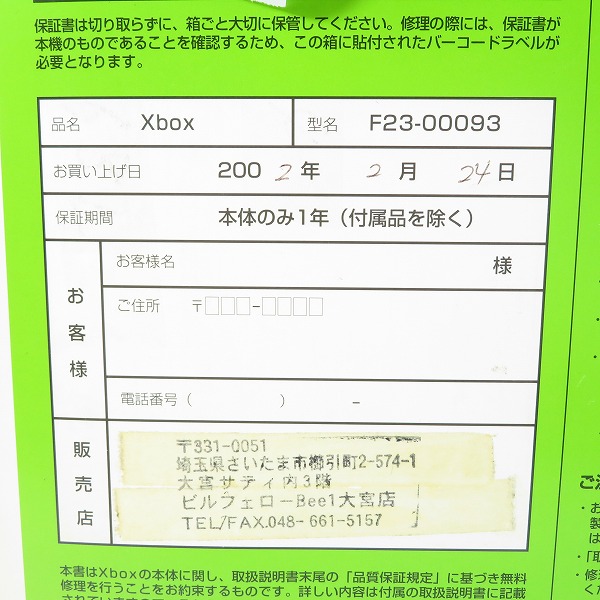 保証書は切り取らずに、箱ごと大切に保管してください。修理の際には、保証書が
本機のものであることを確認するため、この箱に貼付されたバーコードラベルが
必要となります。
品名 Xbox 型名 F23-00093
お買い上げ日 2002年 2月 24日
保証期間 本体のみ1年（付属品を除く）
お客様
お客様名 様
ご住所 〒□□□-□□□□
電話番号（ ） −
販売店
〒331-0051
埼玉県さいたま市櫛引町2-574-1
大宮サティ内3階
ビルフェローBee1大宮店
TEL/FAX.048-661-5157
本書はXboxの本体に関し、取扱説明書末尾の「品質保証規定」に基づき無料
修理を行うことをお約束するものです。詳しい内容は付属の取扱説明書に記載
ご
・お
製
は
・「取
・修
く